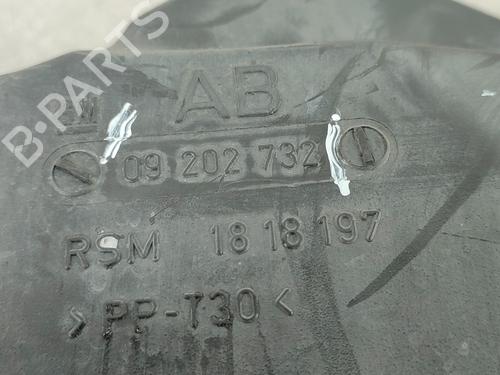 B-PARTS
AB
09 202 732
RSM 18 18 197
>PP-T30<